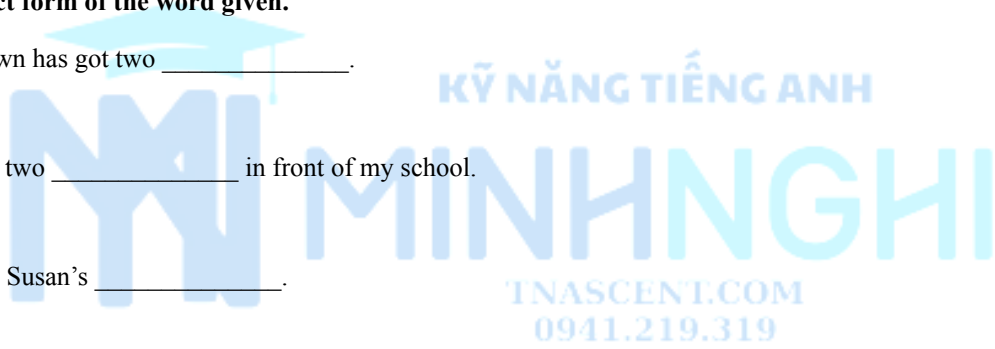 ct form of the word given.
wn has got two ______________.
KỸ NĂNG TIẾNG ANH
two ______________ in front of my school.
MINHNGHI
Susan’s ______________.
TNASCENT.COM
0941.219.319